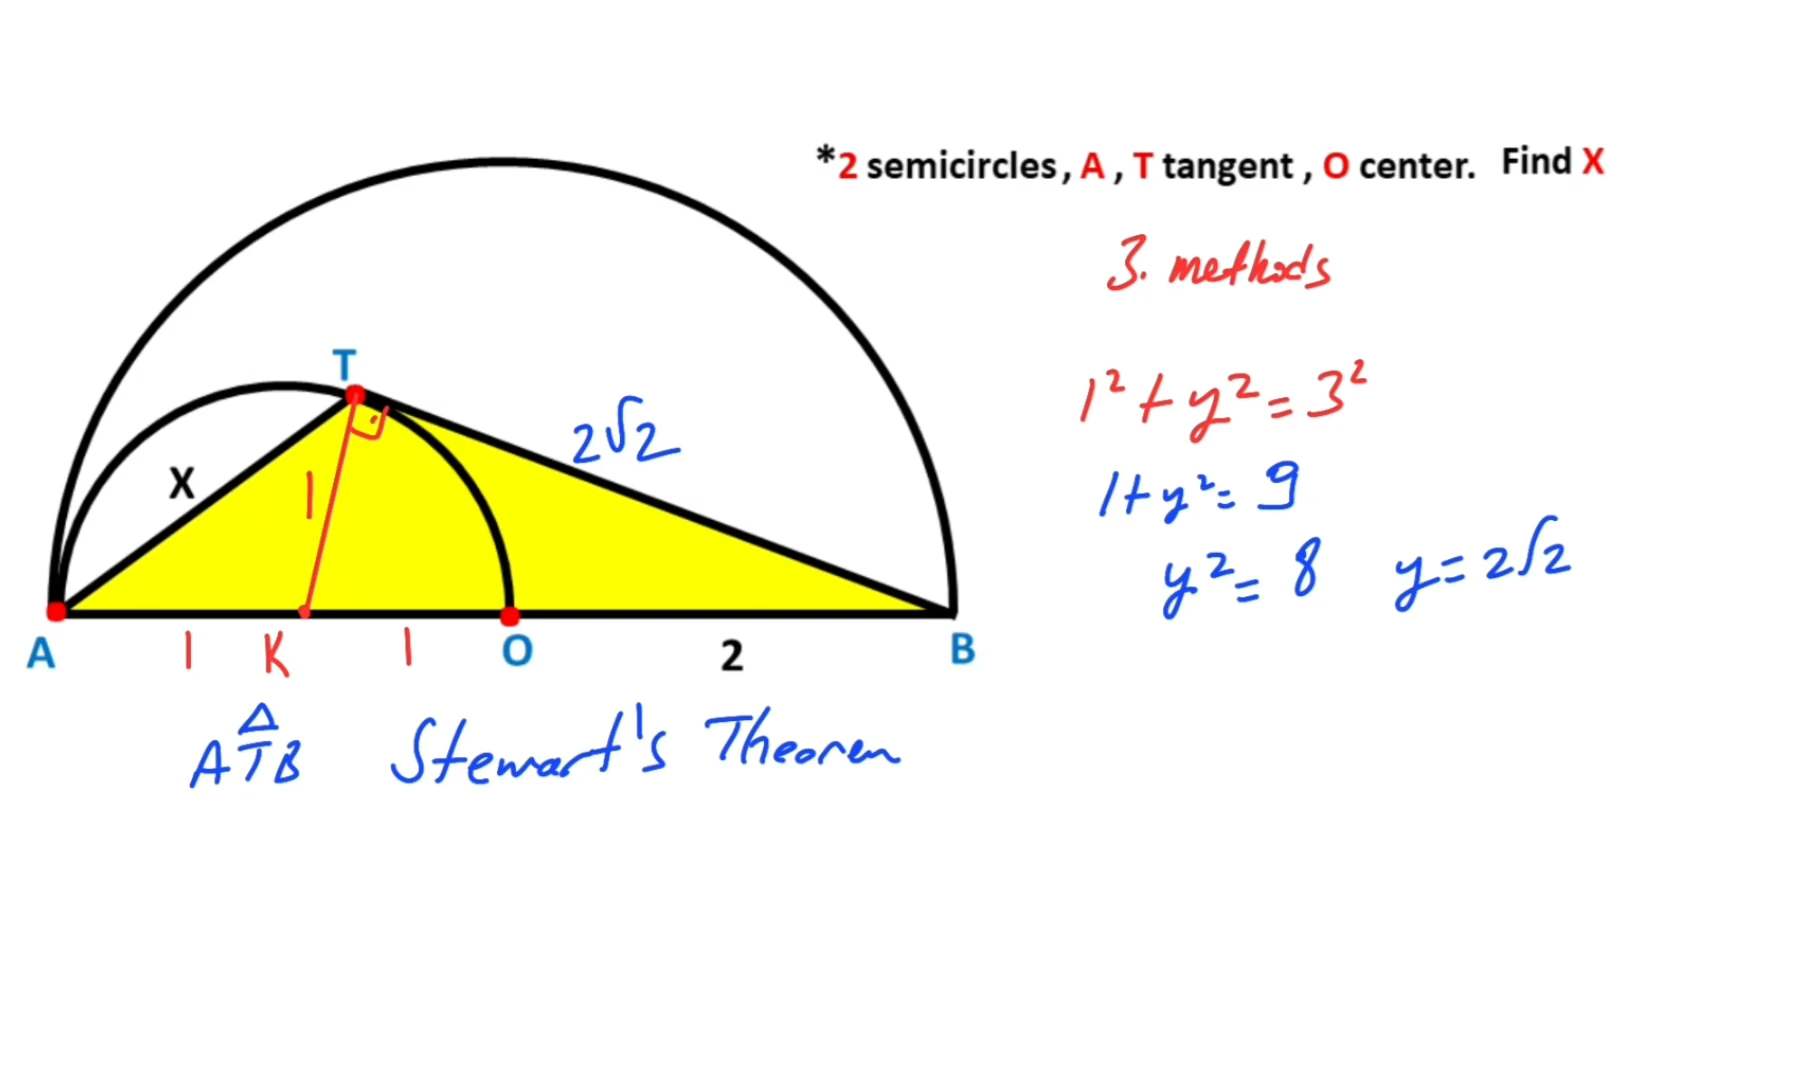 *2 semicircles, A, T tangent, O center. Find X
3. methods
1² + y² = 3²
1 + y² = 9
y² = 8 y = 2√2
T
2√2
X
1
A 1 K 1 O 2 B
ATB Stewart's Theorem